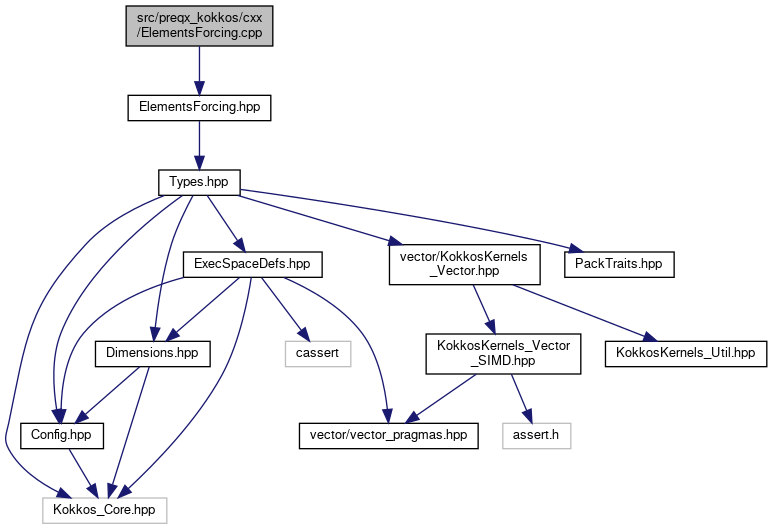 src/preqx_kokkos/cxx
/ElementsForcing.cpp
ElementsForcing.hpp
Types.hpp
ExecSpaceDefs.hpp
vector/KokkosKernels
_Vector.hpp
PackTraits.hpp
Dimensions.hpp
cassert
KokkosKernels_Vector
_SIMD.hpp
KokkosKernels_Util.hpp
Config.hpp
vector/vector_pragmas.hpp
assert.h
Kokkos_Core.hpp